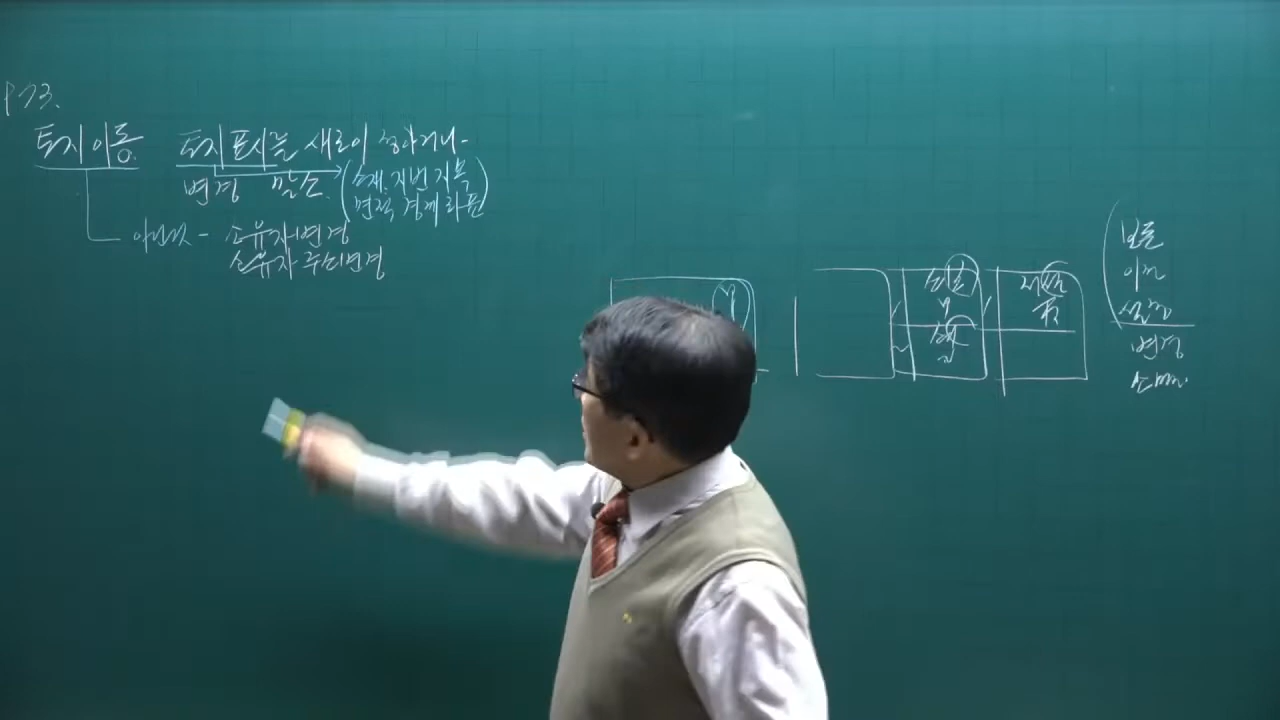 P73.
토지이동 토지표시를 새로이 정하거나-
변경 말소. (소재. 지번 지목
면적, 경계 좌표)
아닌것 - 소유자변경
소유자 주소변경
보존
이전
설정
변경
소멸